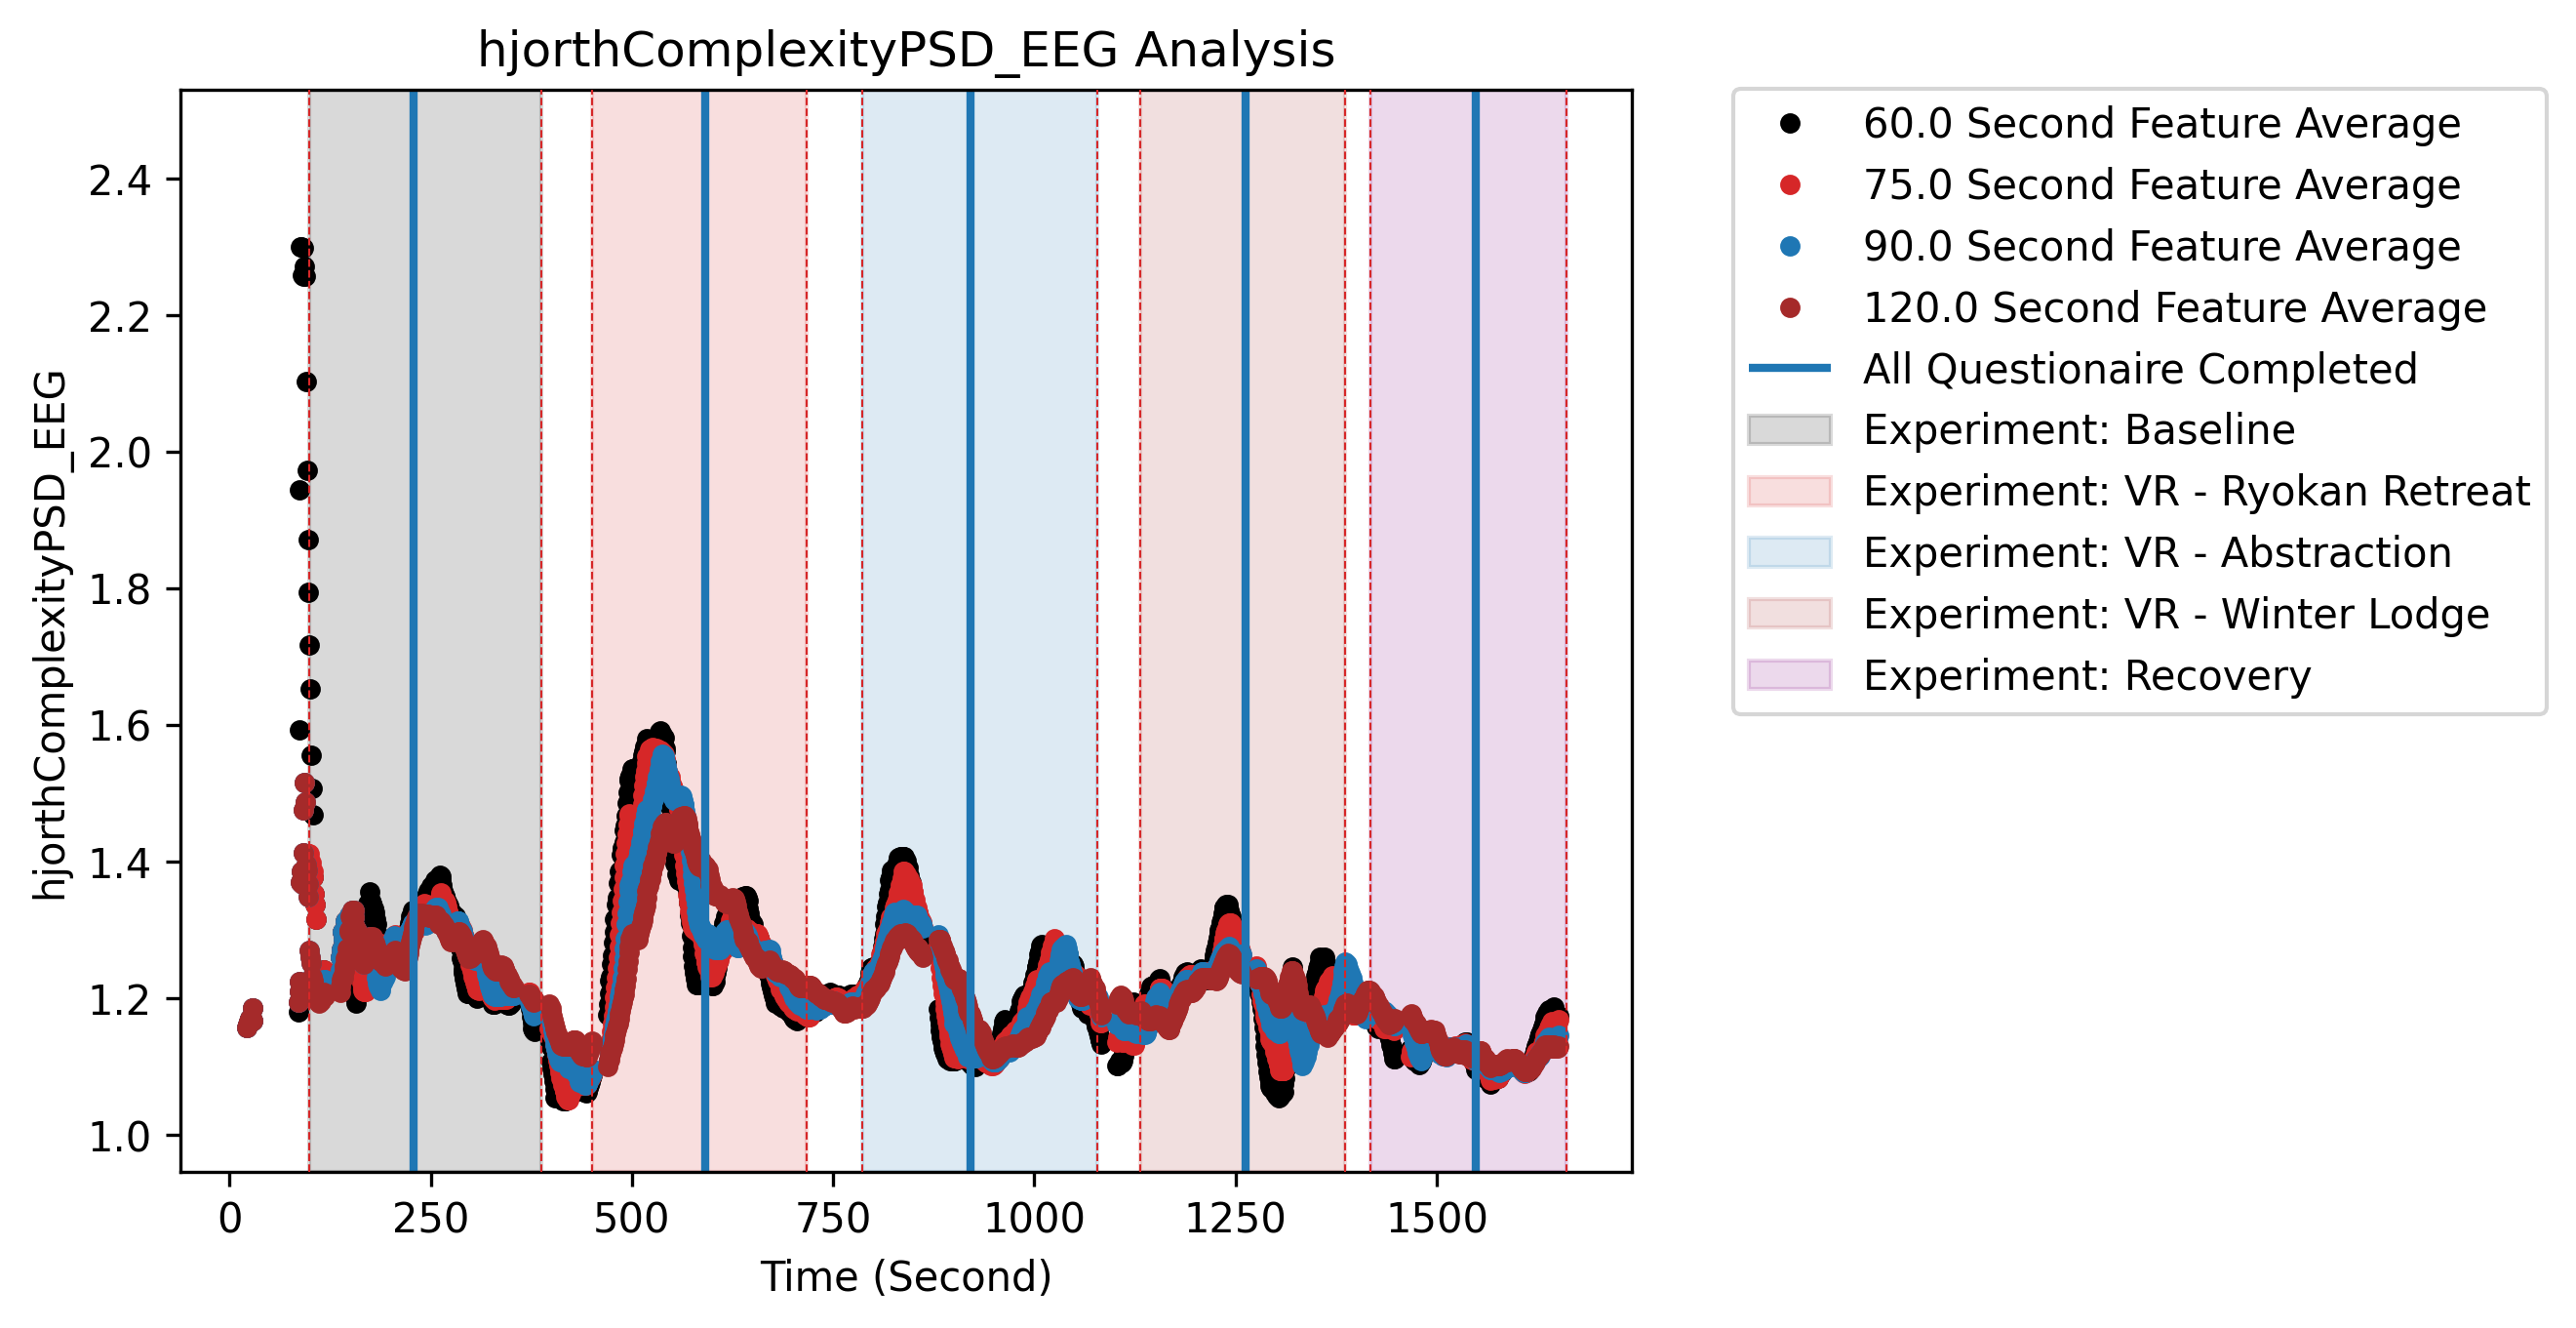 hjorthComplexityPSD_EEG Analysis
hjorthComplexityPSD_EEG
2.4
2.2
2.0
1.8
1.6
1.4
1.2
1.0
0 250 500 750 1000 1250 1500
Time (Second)
60.0 Second Feature Average
75.0 Second Feature Average
90.0 Second Feature Average
120.0 Second Feature Average
All Questionaire Completed
Experiment: Baseline
Experiment: VR - Ryokan Retreat
Experiment: VR - Abstraction
Experiment: VR - Winter Lodge
Experiment: Recovery